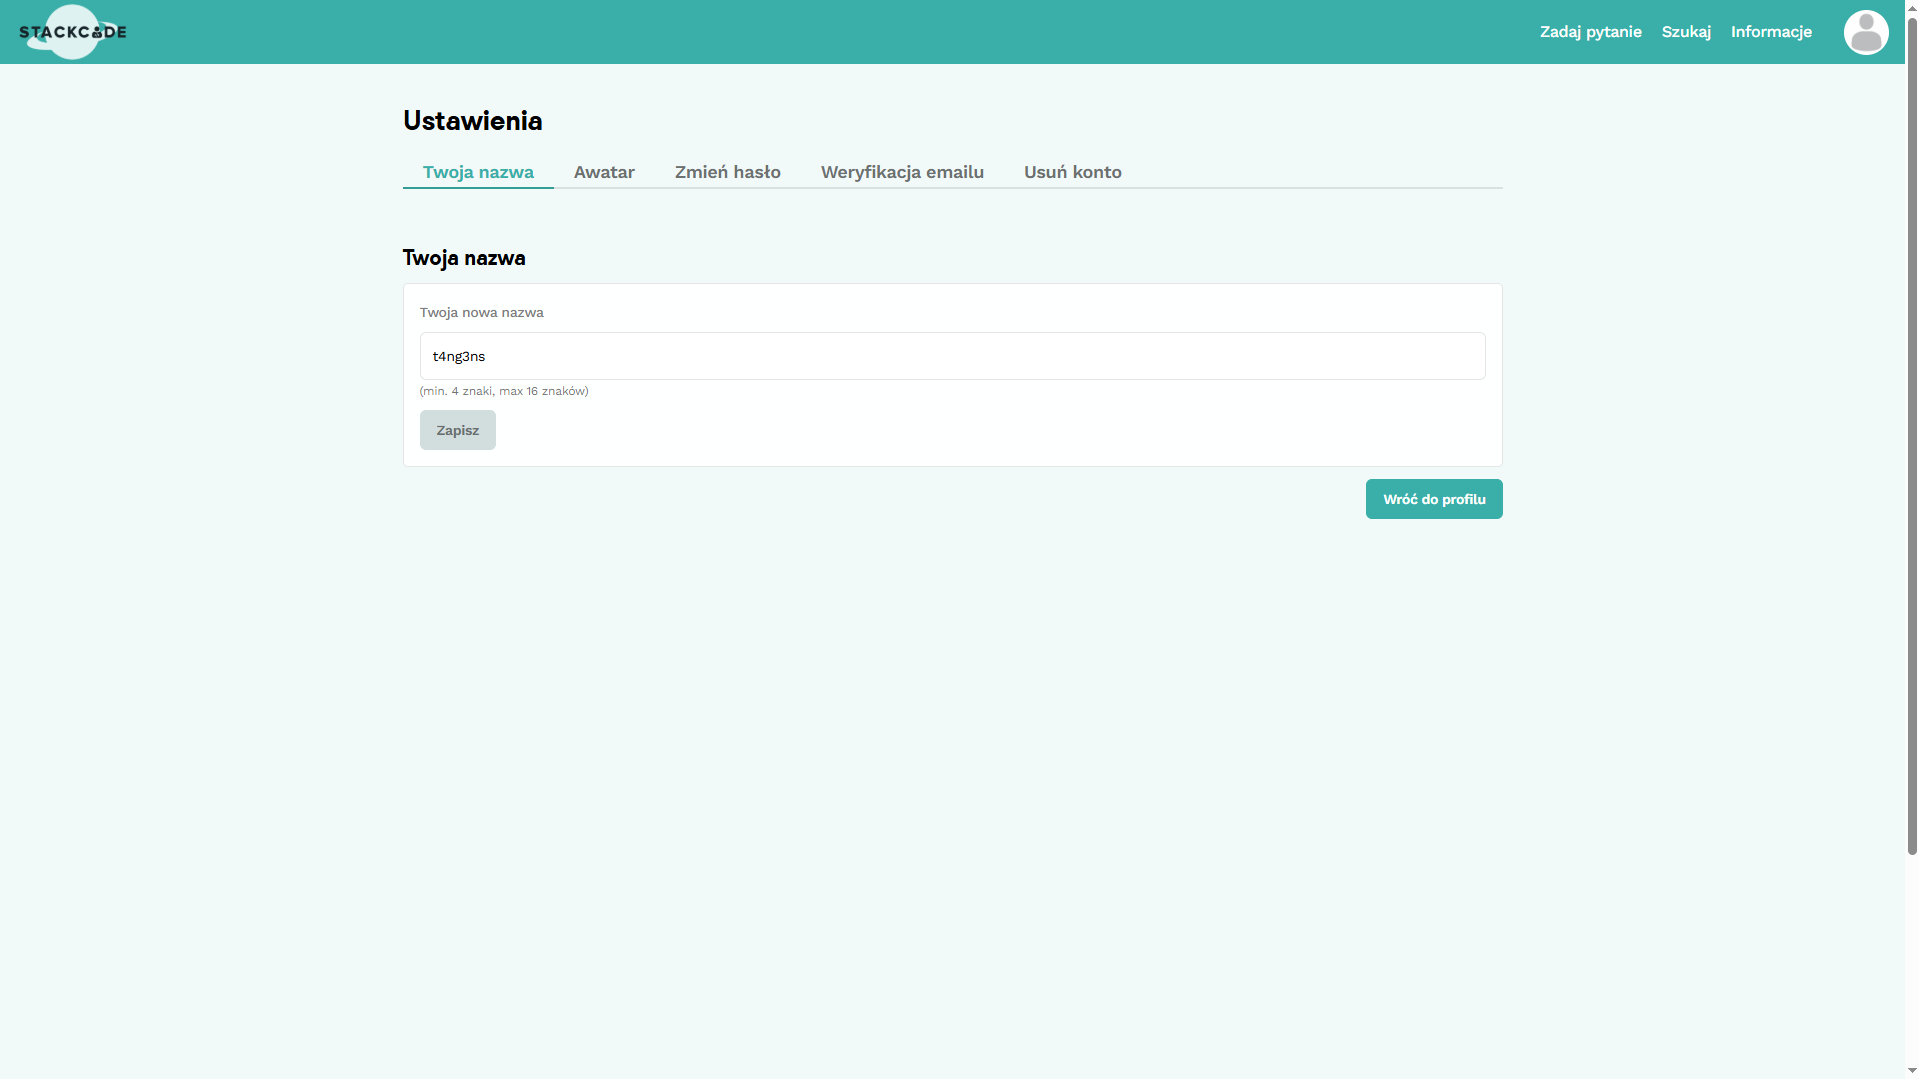 STACKCODE
Zadaj pytanie
Szukaj
Informacje
Ustawienia
Twoja nazwa
Awatar
Zmień hasło
Weryfikacja emailu
Usuń konto
Twoja nazwa
Twoja nowa nazwa
t4ng3ns
(min. 4 znaki, max 16 znaków)
Zapisz
Wróć do profilu